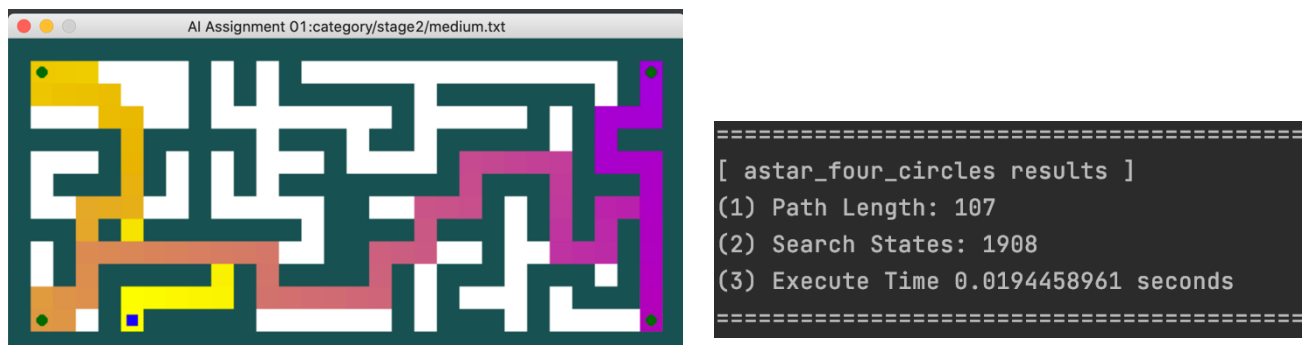 AI Assignment 01:category/stage2/medium.txt
==========================================
[ astar_four_circles results ]
(1) Path Length: 107
(2) Search States: 1908
(3) Execute Time 0.0194458961 seconds
==========================================